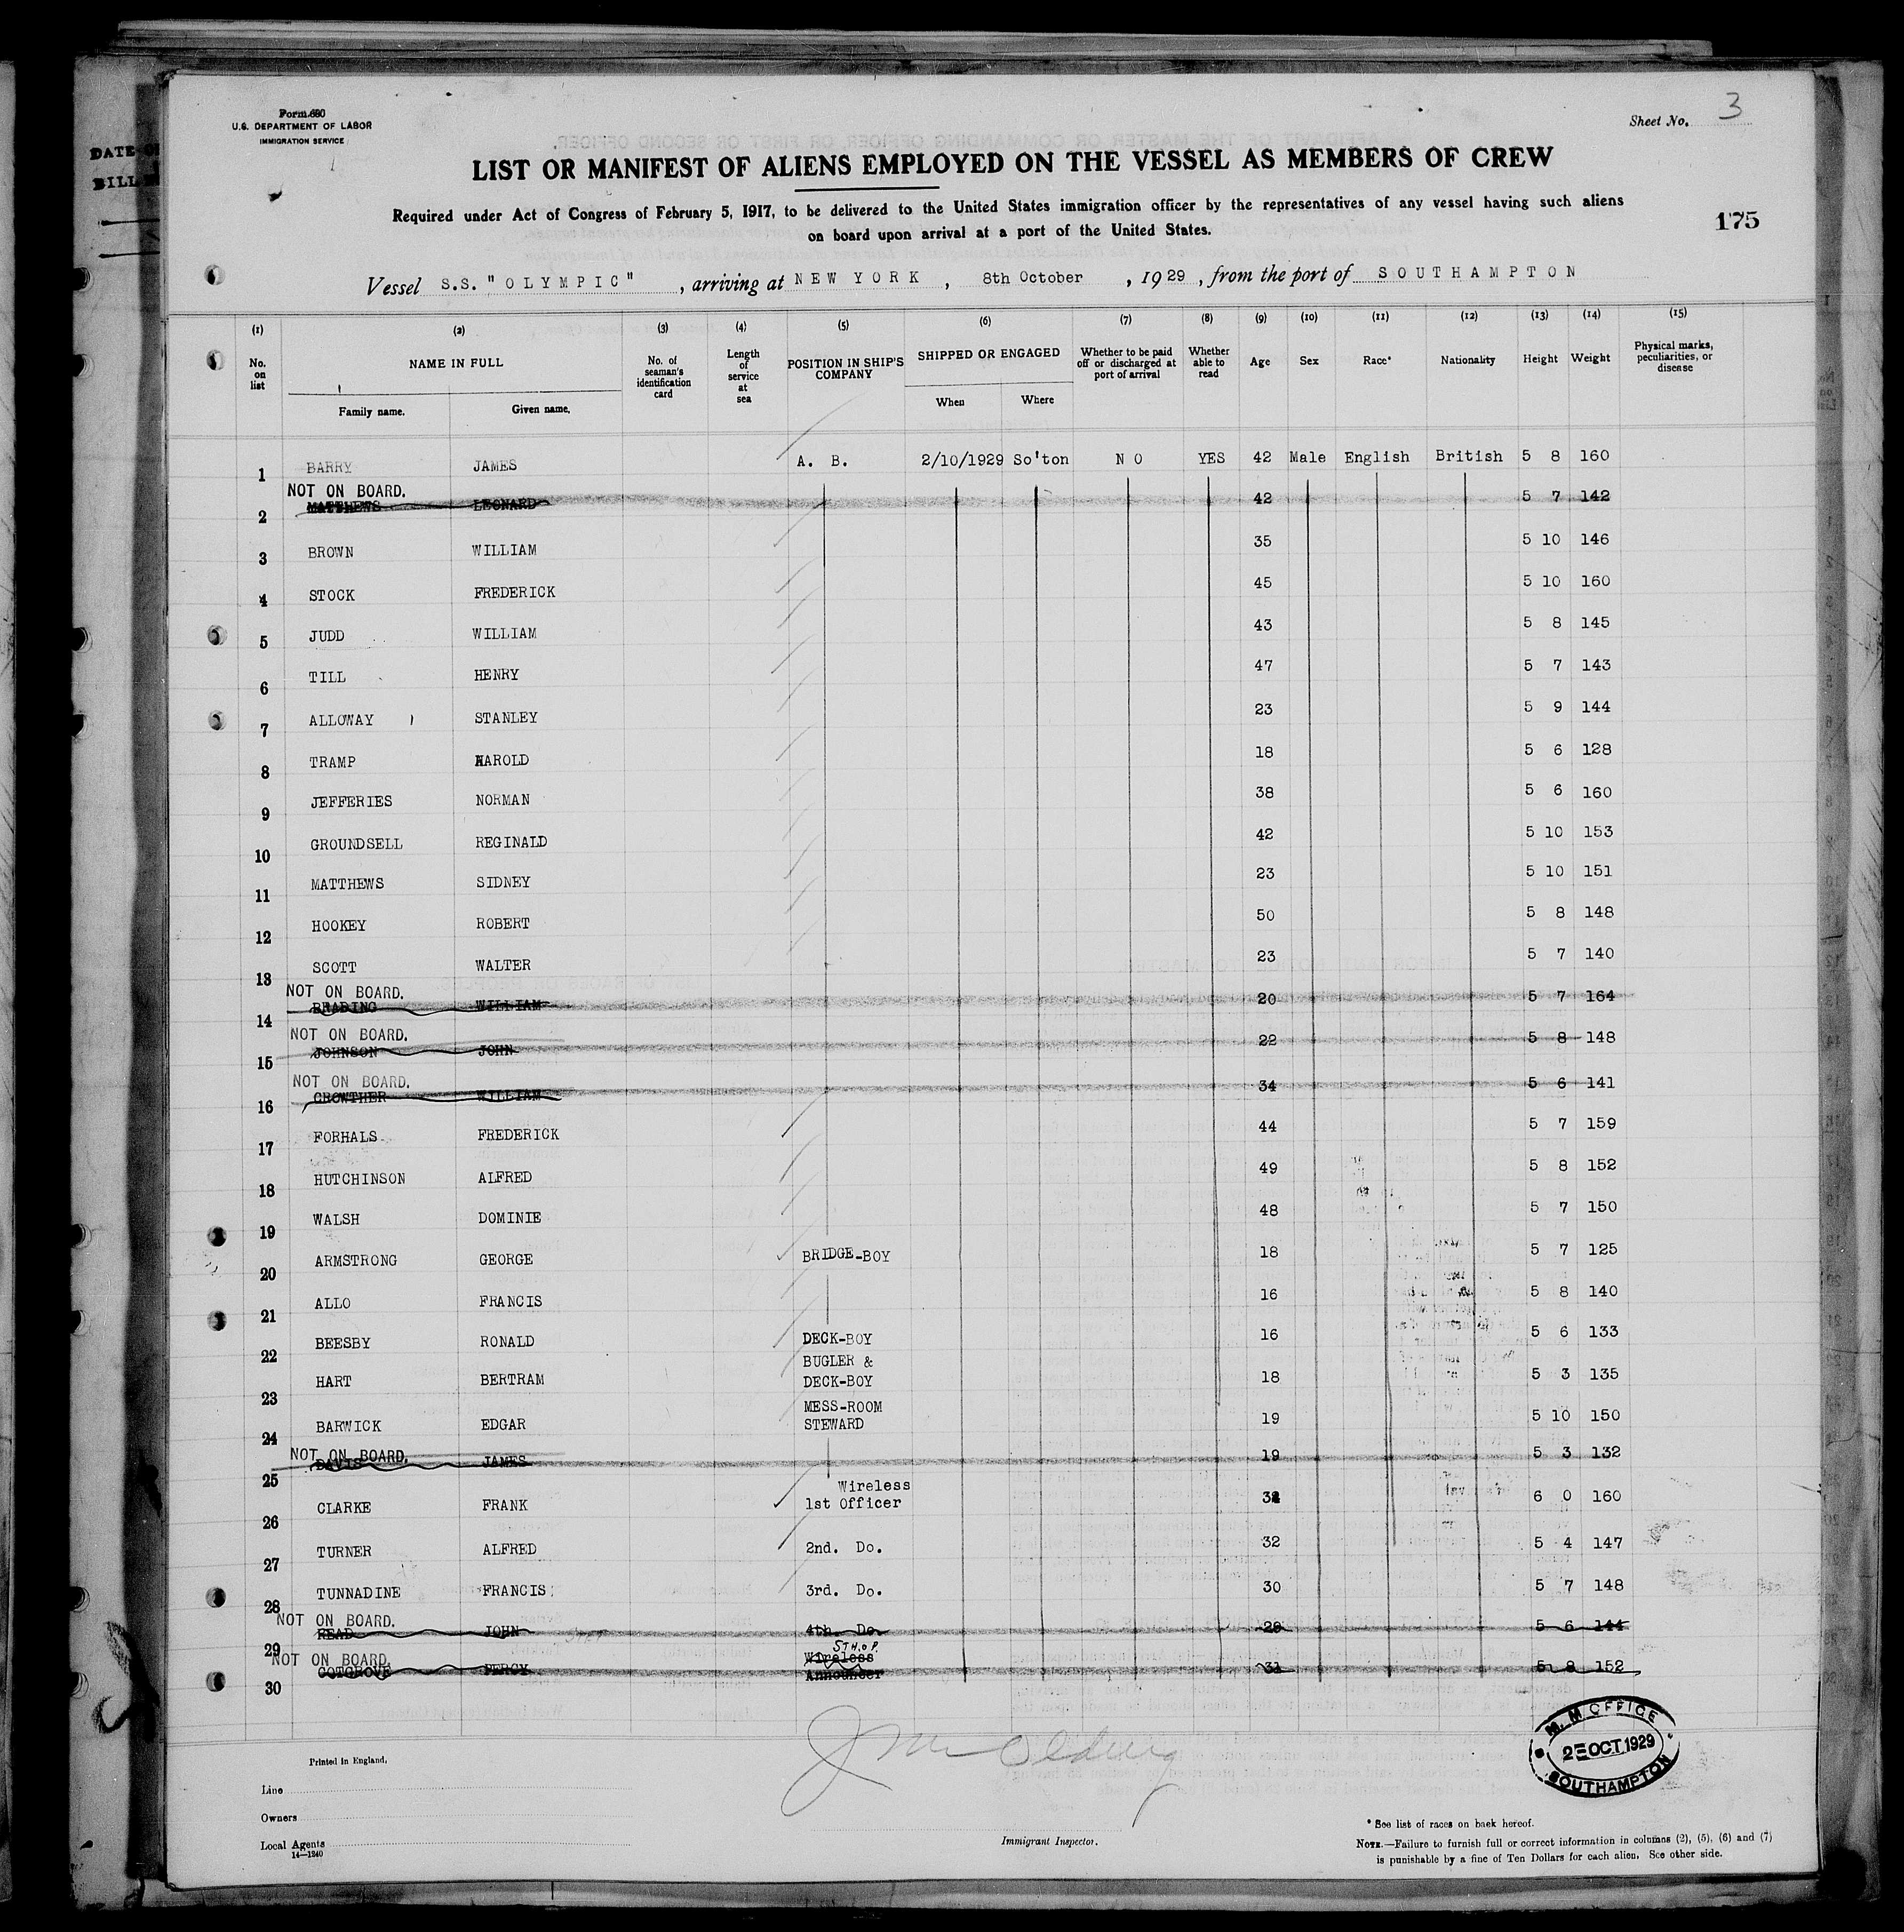 Form 680
U.S. DEPARTMENT OF LABOR
IMMIGRATION SERVICE
Sheet No. 3
LIST OR MANIFEST OF ALIENS EMPLOYED ON THE VESSEL AS MEMBERS OF CREW
Required under Act of Congress of February 5, 1917, to be delivered to the United States immigration officer by the representatives of any vessel having such aliens
on board upon arrival at a port of the United States.
175
Vessel S.S. "OLYMPIC", arriving at NEW YORK, 8th October, 1929, from the port of SOUTHAMPTON
(1) (2) (3) (4) (5) (6) (7) (8) (9) (10) (11) (12) (13) (14) (15)
No. on list NAME IN FULL No. of seaman's identification card Length of service at sea POSITION IN SHIP'S COMPANY SHIPPED OR ENGAGED Whether to be paid off or discharged at port of arrival Whether able to read Age Sex Race* Nationality Height Weight Physical marks, peculiarities, or disease
Family name. Given name. When Where
1 BARRY JAMES A. B. 2/10/1929 So'ton NO YES 42 Male English British 5 8 160
NOT ON BOARD.
2 MATTHEWS LEONARD 42 5 7 142
3 BROWN WILLIAM 35 5 10 146
4 STOCK FREDERICK 45 5 10 160
5 JUDD WILLIAM 43 5 8 145
6 TILL HENRY 47 5 7 143
7 ALLOWAY STANLEY 23 5 9 144
8 TRAMP HAROLD 18 5 6 128
9 JEFFERIES NORMAN 38 5 6 160
10 GROUNDSELL REGINALD 42 5 10 153
11 MATTHEWS SIDNEY 23 5 10 151
12 HOOKEY ROBERT 50 5 8 148
13 SCOTT WALTER 23 5 7 140
NOT ON BOARD.
14 BRADING WILLIAM 20 5 7 164
NOT ON BOARD.
15 JOHNSON JOHN 22 5 8 148
NOT ON BOARD.
16 CROWTHER WILLIAM 34 5 6 141
17 FORHALS FREDERICK 44 5 7 159
18 HUTCHINSON ALFRED 49 5 8 152
19 WALSH DOMINIE 48 5 7 150
20 ARMSTRONG GEORGE BRIDGE-BOY 18 5 7 125
21 ALLO FRANCIS 16 5 8 140
22 BEESBY RONALD DECK-BOY 16 5 6 133
BUGLER &
23 HART BERTRAM DECK-BOY 18 5 3 135
MESS-ROOM
24 BARWICK EDGAR STEWARD 19 5 10 150
NOT ON BOARD.
25 DAVIS JAMES 19 5 3 132
Wireless
26 CLARKE FRANK 1st Officer 6 0 160
27 TURNER ALFRED 2nd. Do. 32 5 4 147
28 TUNNADINE FRANCIS 3rd. Do. 30 5 7 148
NOT ON BOARD.
29 READ JOHN 4th. Do. 29 5 6 144
NOT ON BOARD.
30 COTGROVE PERCY Wireless Announcer 31 5 8 152
M. M OFFICE
2 OCT 1929
SOUTHAMPTON
Printed in England.
Line
Owners
Local Agents
14—1240
Immigrant Inspector.
* See list of races on back hereof.
NOTE.—Failure to furnish full or correct information in columns (2), (5), (6) and (7)
is punishable by a fine of Ten Dollars for each alien. See other side.